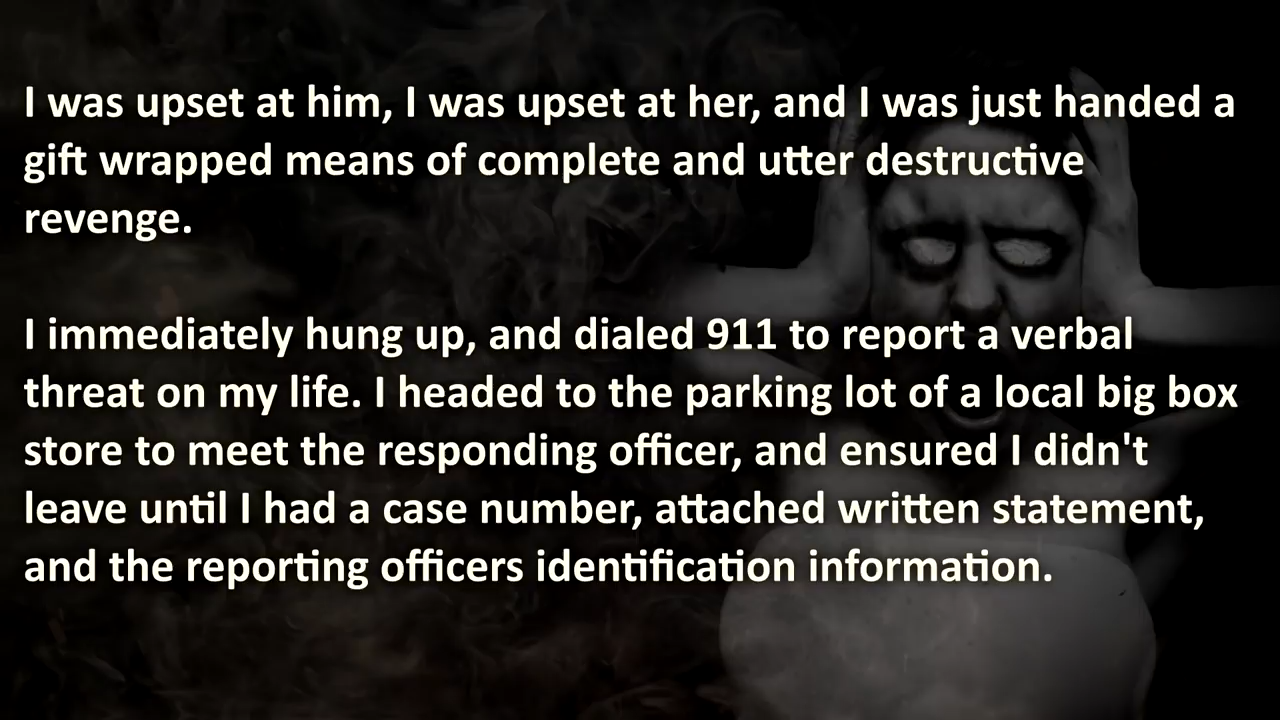 I was upset at him, I was upset at her, and I was just handed a
gift wrapped means of complete and utter destructive
revenge.
I immediately hung up, and dialed 911 to report a verbal
threat on my life. I headed to the parking lot of a local big box
store to meet the responding officer, and ensured I didn't
leave until I had a case number, attached written statement,
and the reporting officers identification information.